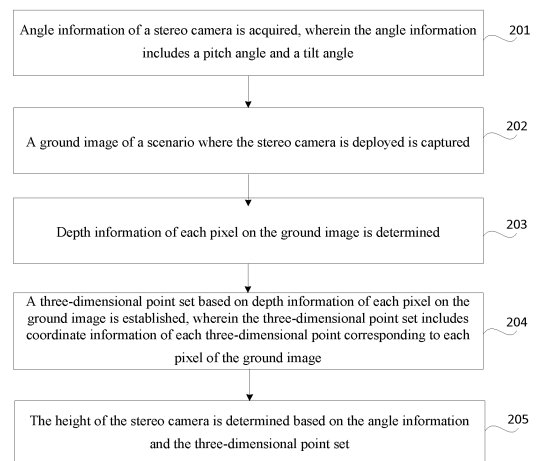 Angle information of a stereo camera is acquired, wherein the angle information
includes a pitch angle and a tilt angle
201
A ground image of a scenario where the stereo camera is deployed is captured
202
Depth information of each pixel on the ground image is determined
203
A three-dimensional point set based on depth information of each pixel on the
ground image is established, wherein the three-dimensional point set includes
coordinate information of each three-dimensional point corresponding to each
pixel of the ground image
204
The height of the stereo camera is determined based on the angle information
and the three-dimensional point set
205